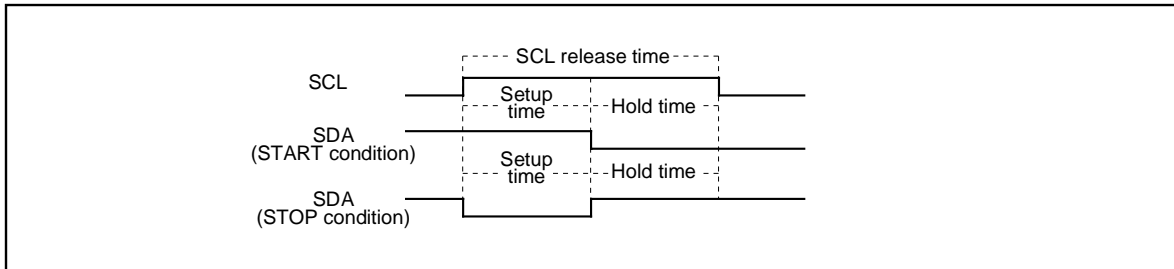 SCL release time
SCL
Setup
time
Hold time
SDA
(START condition)
Setup
time
Hold time
SDA
(STOP condition)